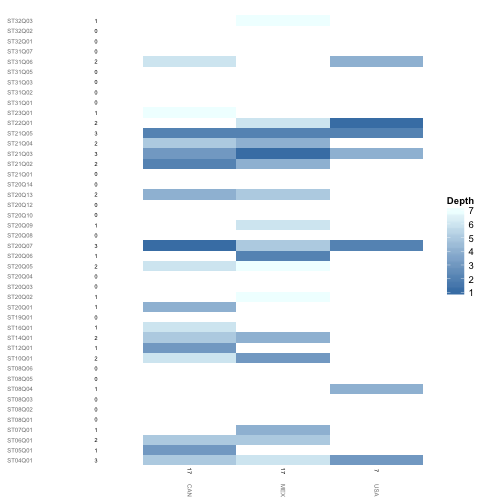 ST32Q03 1
ST32Q02 0
ST32Q01 0
ST31Q07 0
ST31Q06 2
ST31Q05 0
ST31Q03 0
ST31Q02 0
ST31Q01 0
ST23Q01 1
ST22Q01 2
ST21Q05 3
ST21Q04 2
ST21Q03 3
ST21Q02 2
ST21Q01 0
ST20Q14 0
ST20Q13 2
ST20Q12 0
ST20Q10 0
ST20Q09 1
ST20Q08 0
ST20Q07 3
ST20Q06 1
ST20Q05 2
ST20Q04 0
ST20Q03 0
ST20Q02 1
ST20Q01 1
ST19Q01 0
ST16Q01 1
ST14Q01 2
ST12Q01 1
ST10Q01 2
ST08Q06 0
ST08Q05 0
ST08Q04 1
ST08Q03 0
ST08Q02 0
ST08Q01 0
ST07Q01 1
ST06Q01 2
ST05Q01 1
ST04Q01 3
17 17 7
CAN MEX USA
Depth
7
6
5
4
3
2
1